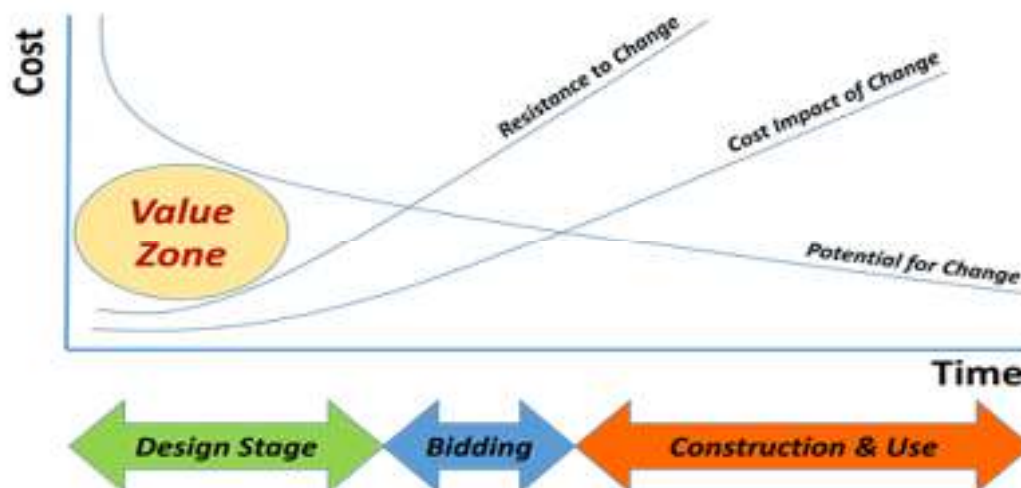 Cost
Resistance to Change
Cost Impact of Change
Value
Zone
Potential for Change
Time
Design Stage
Bidding
Construction & Use